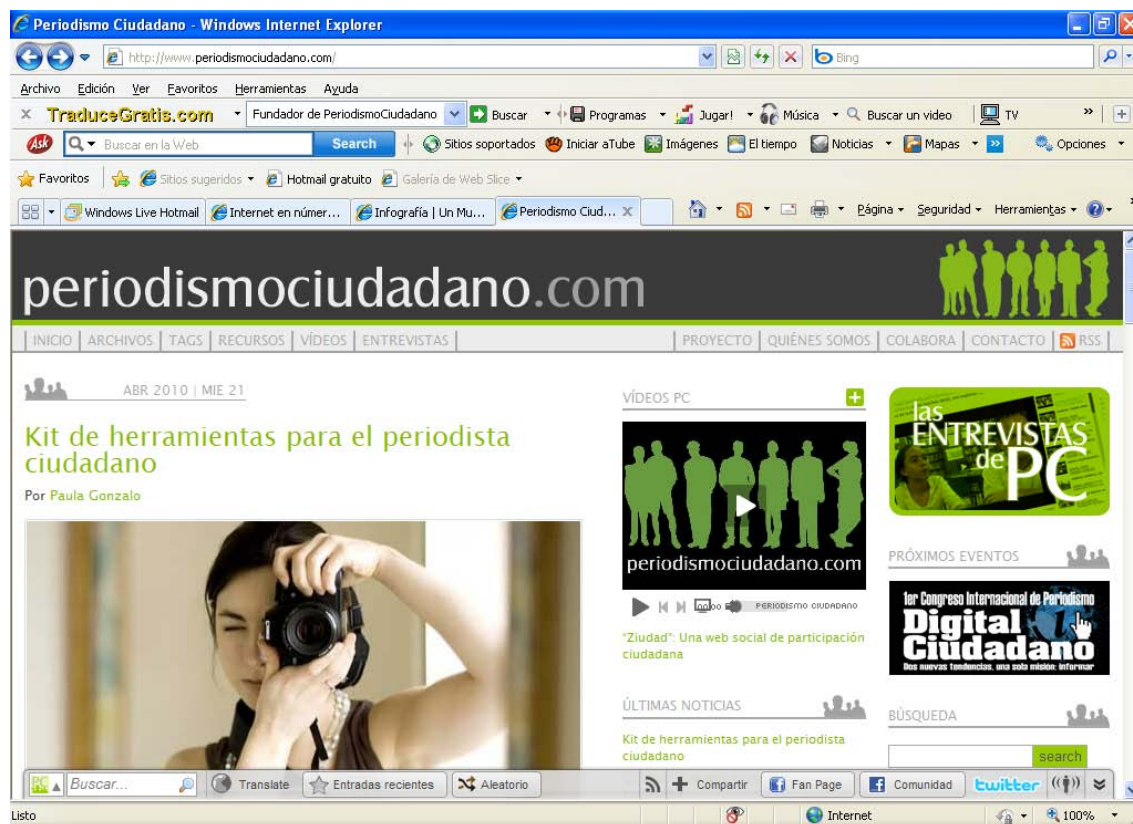 Periodismo Ciudadano - Windows Internet Explorer
http://www.periodismociudadano.com/ Bing
Archivo Edición Ver Favoritos Herramientas Ayuda
TraduceGratis.com Fundador de PeriodismoCiudadano Buscar Programas Jugar! Música Buscar un video TV »
Ask Buscar en la Web Search Sitios soportados Iniciar aTube Imágenes El tiempo Noticias Mapas » Opciones
Favoritos Sitios sugeridos Hotmail gratuito Galería de Web Slice
Windows Live Hotmail Internet en númer... Infografía | Un Mu... Periodismo Ciud... X Página Seguridad Herramientas
periodismociudadano.com
INICIO | ARCHIVOS | TAGS | RECURSOS | VÍDEOS | ENTREVISTAS | PROYECTO | QUIÉNES SOMOS | COLABORA | CONTACTO | RSS |
ABR 2010 | MIE 21
Kit de herramientas para el periodista
ciudadano
Por Paula Gonzalo
VÍDEOS PC
periodismociudadano.com
PERIODISMO CIUDADANO
"Ziudad": Una web social de participación
ciudadana
ÚLTIMAS NOTICIAS
Kit de herramientas para el periodista
ciudadano
las
ENTREVISTAS
de PC
PRÓXIMOS EVENTOS
1er Congreso Internacional de Periodismo
Digital
Ciudadano
Dos nuevas tendencias, una sola misión: informar
BÚSQUEDA
search
PC Buscar... Translate Entradas recientes Aleatorio Compartir Fan Page Comunidad twitter
Listo Internet 100%